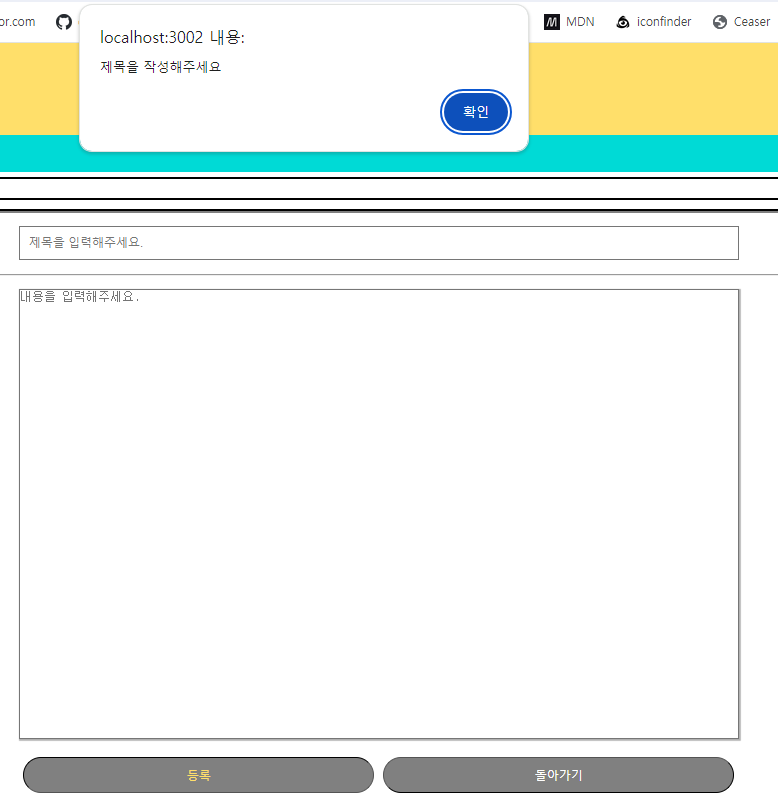 or.com
MDN
iconfinder
Ceaser
localhost:3002 내용:
제목을 작성해주세요
확인
제목을 입력해주세요.
내용을 입력해주세요.
등록
돌아가기